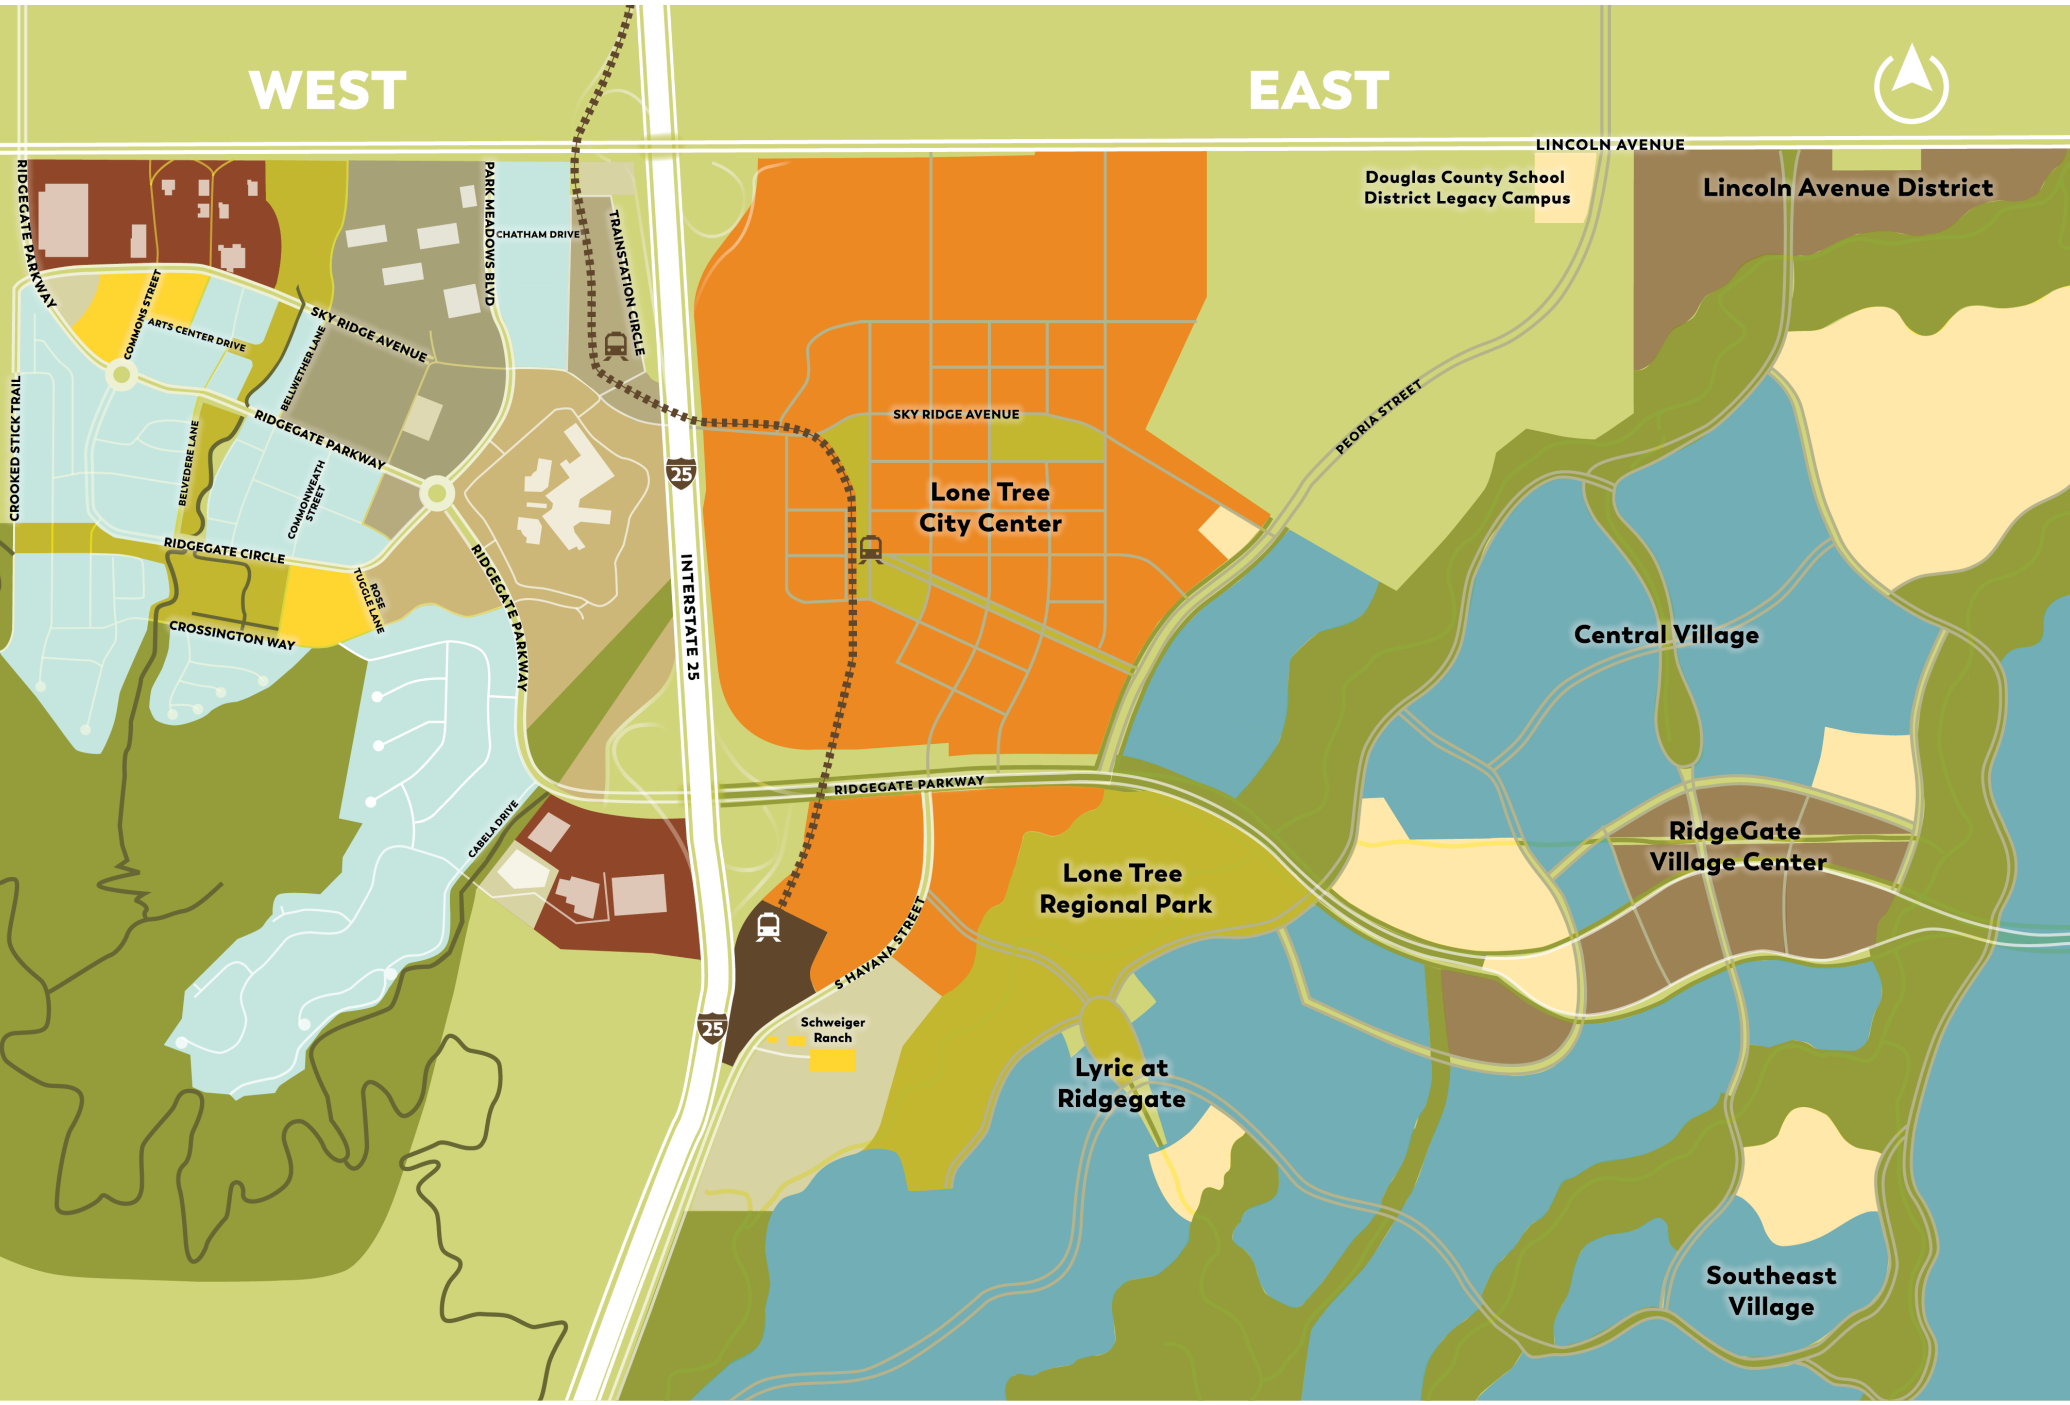 WEST
EAST
LINCOLN AVENUE
Douglas County School
District Legacy Campus
Lincoln Avenue District
RIDGEGATE PARKWAY
PARK MEADOWS BLVD
CHATHAM DRIVE
TRAINSTATION CIRCLE
COMMONS STREET
ARTS CENTER DRIVE
SKY RIDGE AVENUE
BELLWETHER LANE
CROOKED STICK TRAIL
RIDGEGATE PARKWAY
BELVEDERE LANE
COMMONWEATH
STREET
RIDGEGATE CIRCLE
ROSE
TUGGLE LANE
CROSSINGTON WAY
RIDGEGATE PARKWAY
CABELA DRIVE
25
INTERSTATE 25
25
SKY RIDGE AVENUE
Lone Tree
City Center
PEORIA STREET
Central Village
RIDGEGATE PARKWAY
RidgeGate
Village Center
Lone Tree
Regional Park
S HAVANA STREET
Schweiger
Ranch
Lyric at
Ridgegate
Southeast
Village